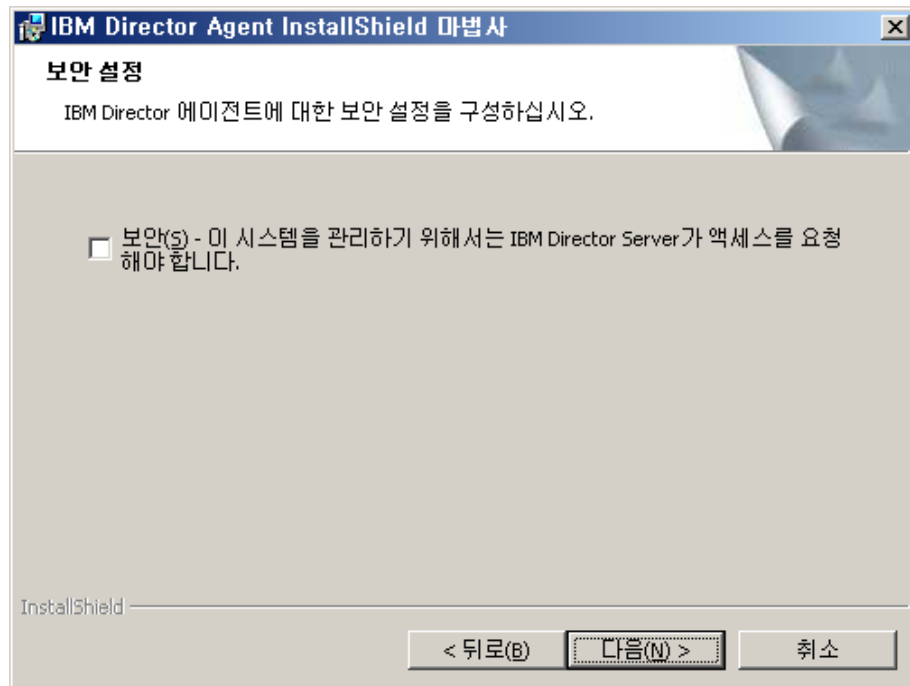 IBM Director Agent InstallShield 마법사
보안 설정
IBM Director 에이전트에 대한 보안 설정을 구성하십시오.
보안(S) - 이 시스템을 관리하기 위해서는 IBM Director Server가 액세스를 요청
해야 합니다.
InstallShield
< 뒤로(B)
다음(N) >
취소